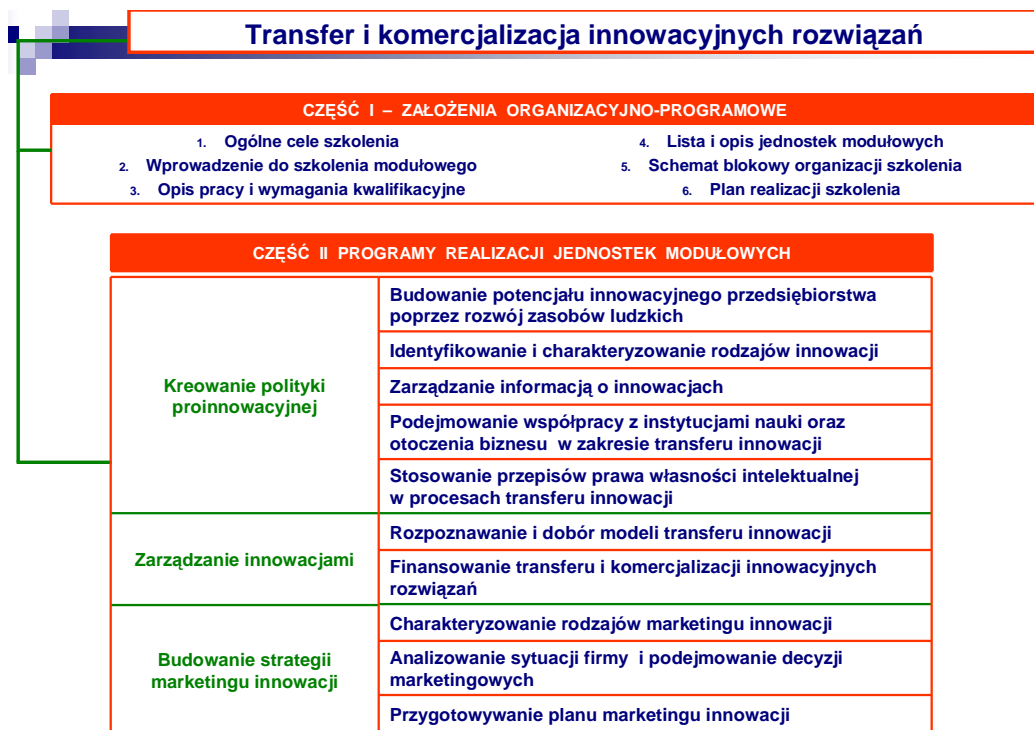 Transfer i komercjalizacja innowacyjnych rozwiązań
CZĘŚĆ I – ZAŁOŻENIA ORGANIZACYJNO-PROGRAMOWE
1. Ogólne cele szkolenia
2. Wprowadzenie do szkolenia modułowego
3. Opis pracy i wymagania kwalifikacyjne
4. Lista i opis jednostek modułowych
5. Schemat blokowy organizacji szkolenia
6. Plan realizacji szkolenia
CZĘŚĆ II PROGRAMY REALIZACJI JEDNOSTEK MODUŁOWYCH
Kreowanie polityki
proinnowacyjnej
Budowanie potencjału innowacyjnego przedsiębiorstwa
poprzez rozwój zasobów ludzkich
Identyfikowanie i charakteryzowanie rodzajów innowacji
Zarządzanie informacją o innowacjach
Podejmowanie współpracy z instytucjami nauki oraz
otoczenia biznesu w zakresie transferu innowacji
Stosowanie przepisów prawa własności intelektualnej
w procesach transferu innowacji
Zarządzanie innowacjami
Rozpoznawanie i dobór modeli transferu innowacji
Finansowanie transferu i komercjalizacji innowacyjnych
rozwiązań
Budowanie strategii
marketingu innowacji
Charakteryzowanie rodzajów marketingu innowacji
Analizowanie sytuacji firmy i podejmowanie decyzji
marketingowych
Przygotowywanie planu marketingu innowacji